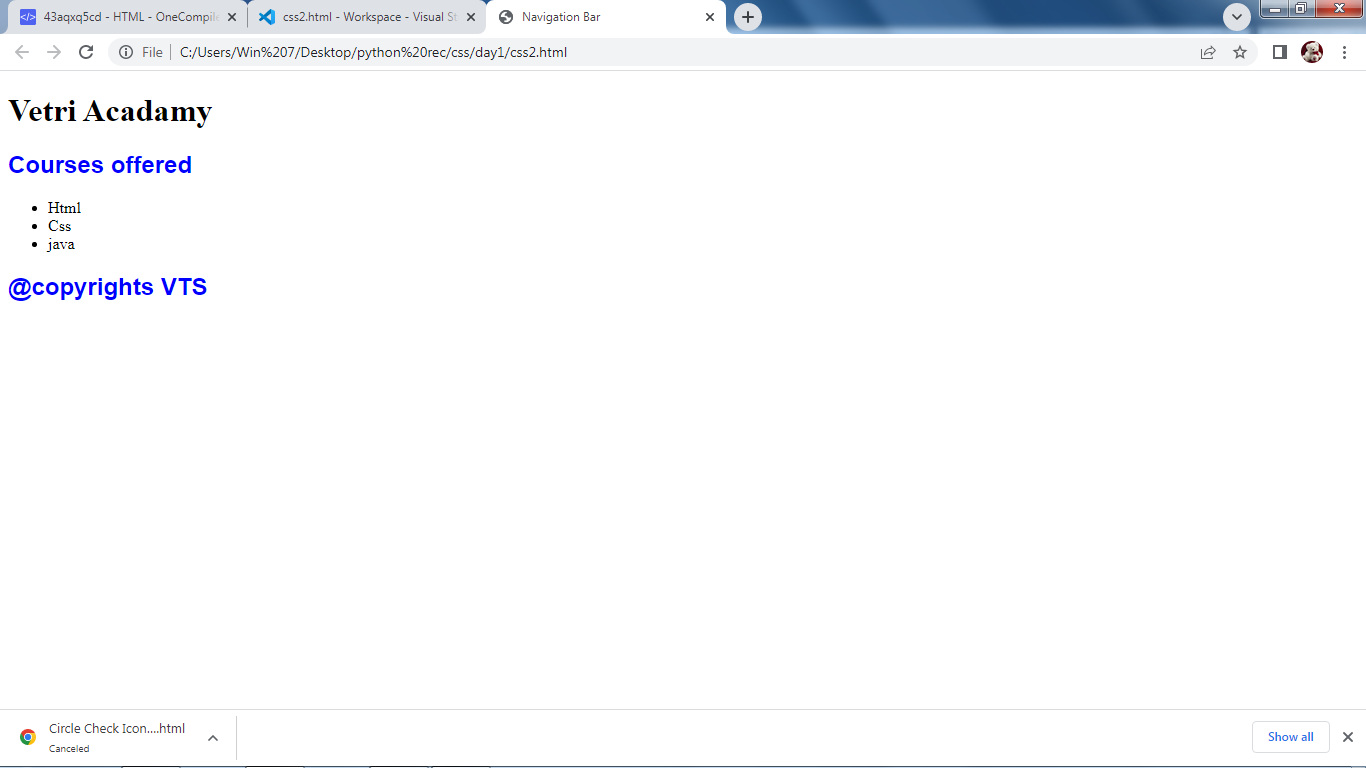 43aqxq5cd - HTML - OneCompile
css2.html - Workspace - Visual St
Navigation Bar
File
C:/Users/Win%207/Desktop/python%20rec/css/day1/css2.html
Vetri Acadamy
Courses offered
Html
Css
java
@copyrights VTS
Circle Check Icon....html
Canceled
Show all